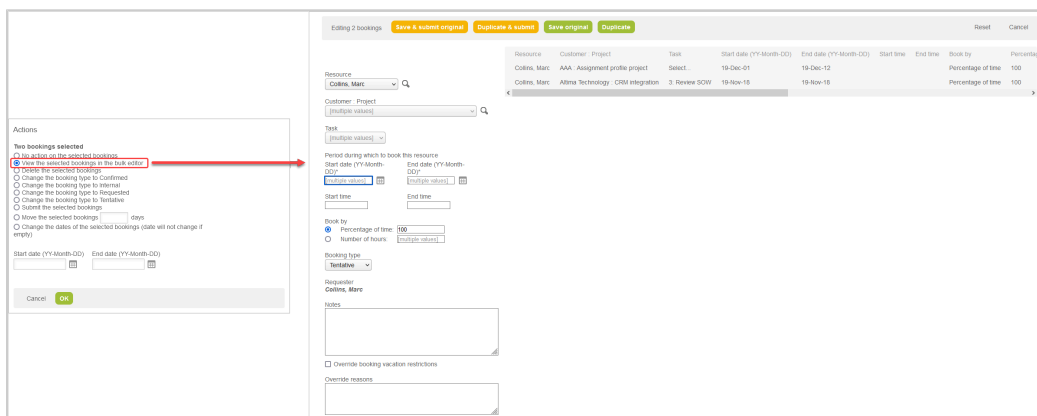 Editing 2 bookings Save & submit original Duplicate & submit Save original Duplicate Reset Cancel
Resource Customer : Project Task Start date (YY-Month-DD) End date (YY-Month-DD) Start time End time Book by Percentag
Collins, Marc AAA : Assignment profile project Select... 19-Dec-01 19-Dec-12 Percentage of time 100
Collins, Marc Altima Technology : CRM integration 3: Review SOW 19-Nov-18 19-Nov-18 Percentage of time 100
Resource
Collins, Marc
Customer : Project
[multiple values]
Task
[multiple values]
Period during which to book this resource
Start date (YY-Month-DD)* End date (YY-Month-DD)*
[multiple values] [multiple values]
Start time End time
Book by
Percentage of time: 100
Number of hours: [multiple values]
Booking type
Tentative
Requester
Collins, Marc
Notes
Override booking vacation restrictions
Override reasons
Actions
Two bookings selected
No action on the selected bookings
View the selected bookings in the bulk editor
Delete the selected bookings
Change the booking type to Confirmed
Change the booking type to Internal
Change the booking type to Requested
Change the booking type to Tentative
Submit the selected bookings
Move the selected bookings days
Change the dates of the selected bookings (date will not change if
empty)
Start date (YY-Month-DD) End date (YY-Month-DD)
Cancel OK